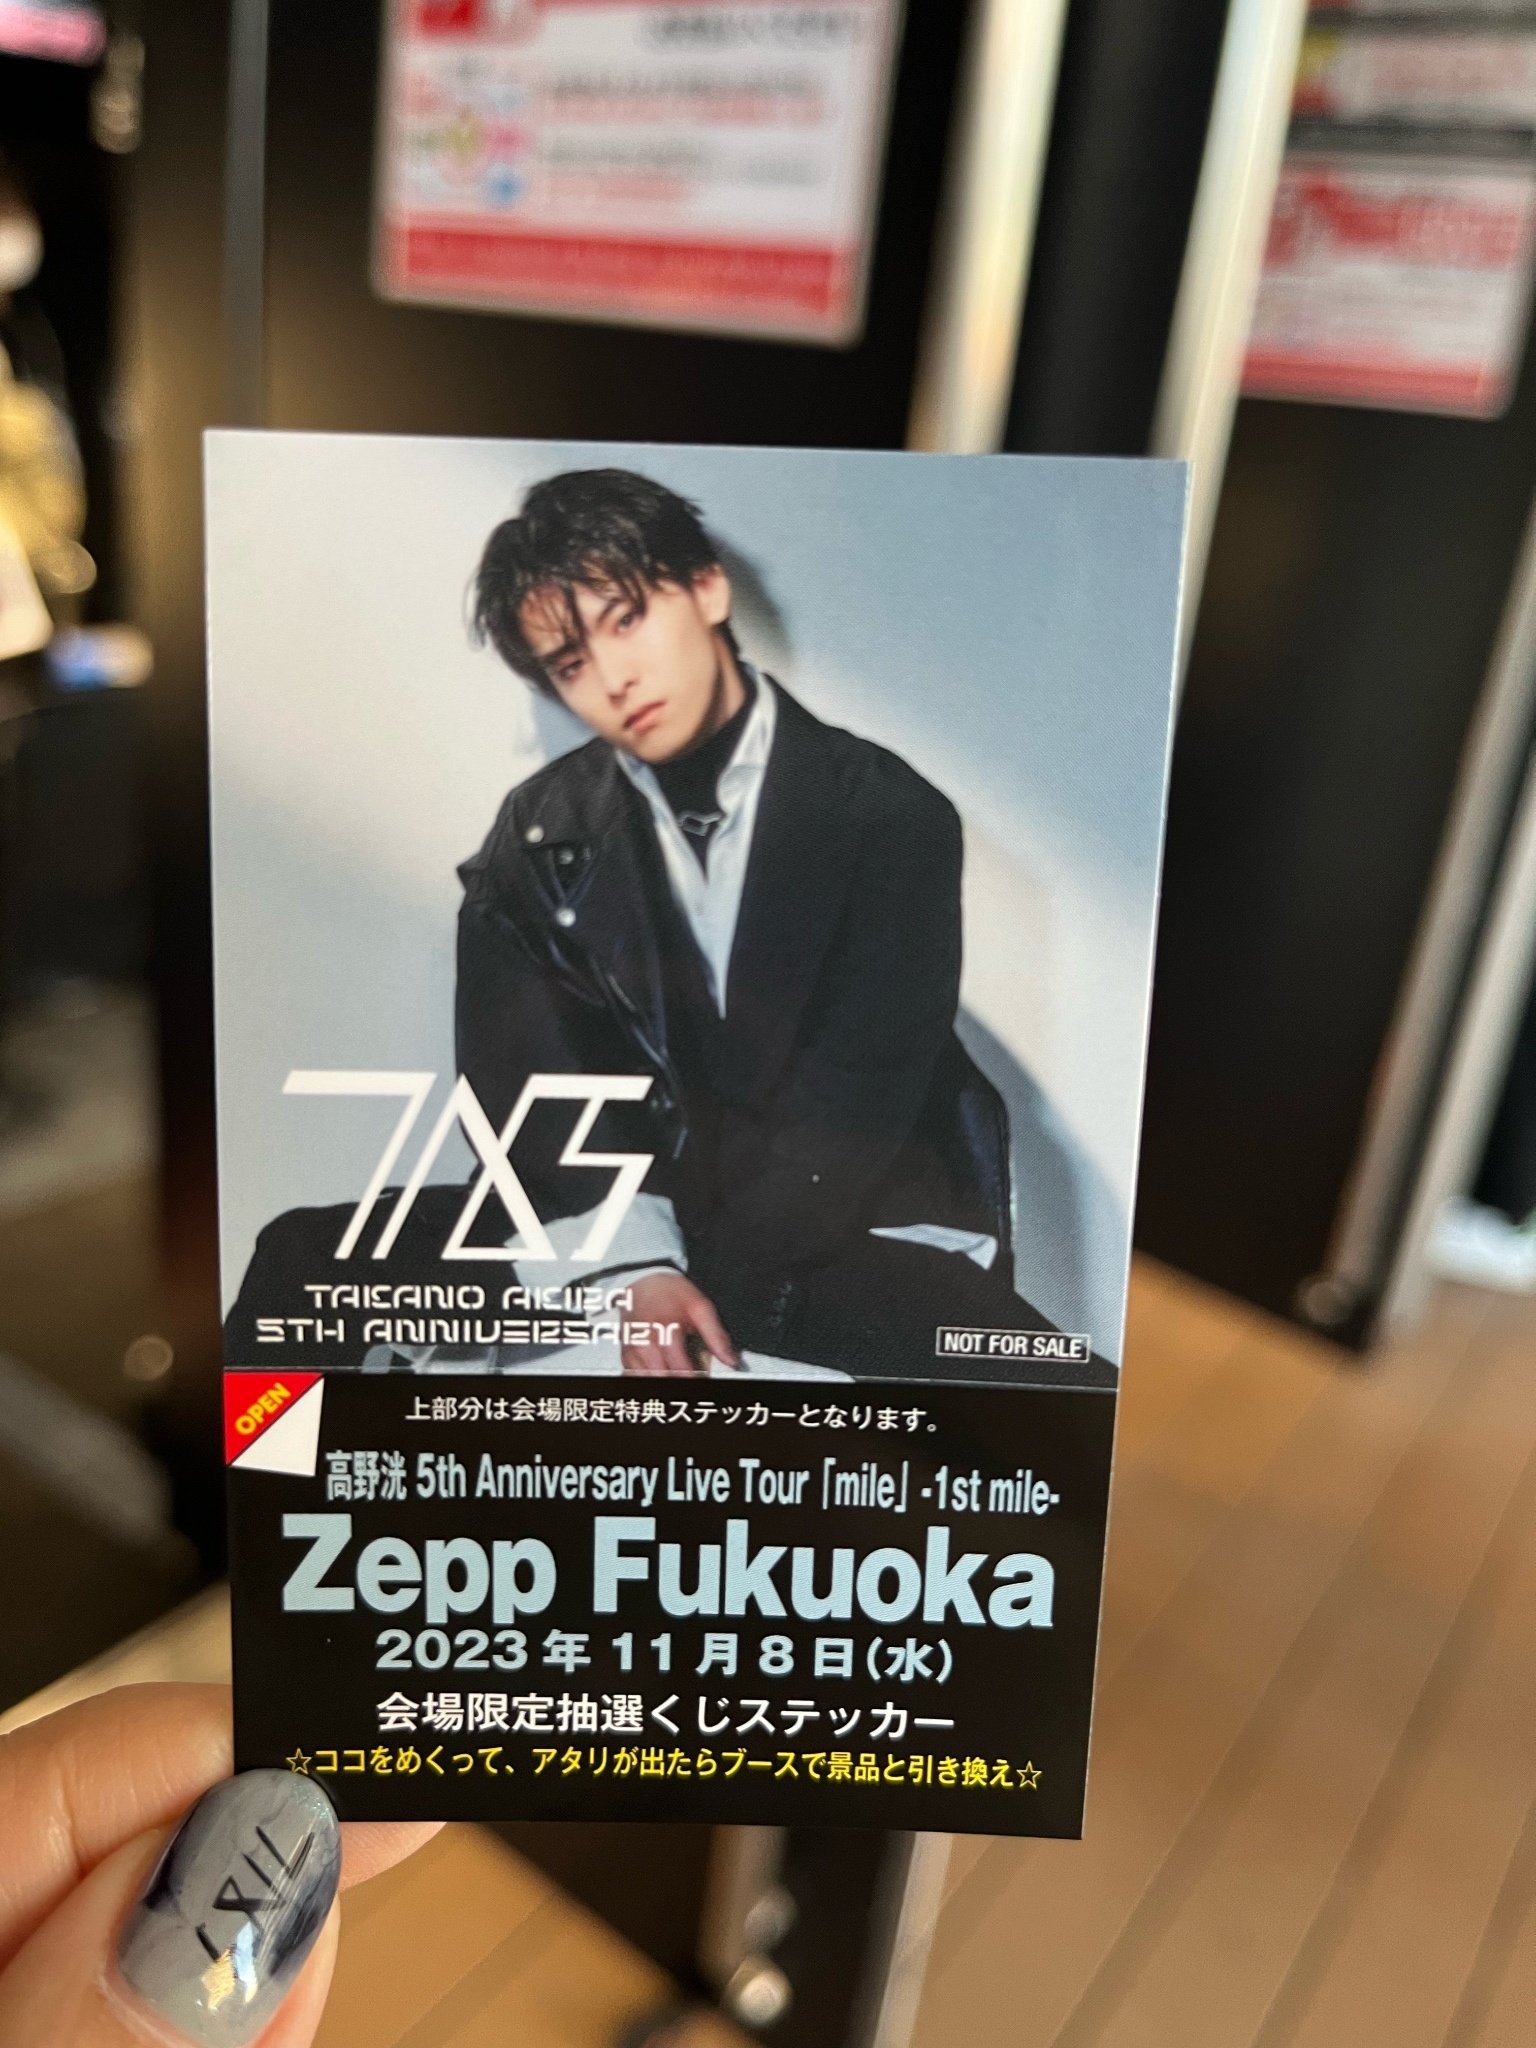 TA&5
TAKANO AKIRA
5TH ANNIVERSARY
NOT FOR SALE
OPEN
上部分は会場限定特典ステッカーとなります。
高野洸 5th Anniversary Live Tour「mile」-1st mile-
Zepp Fukuoka
2023年11月8日(水)
会場限定抽選くじステッカー
☆ココをめくって、アタリが出たらブースで景品と引き換え☆